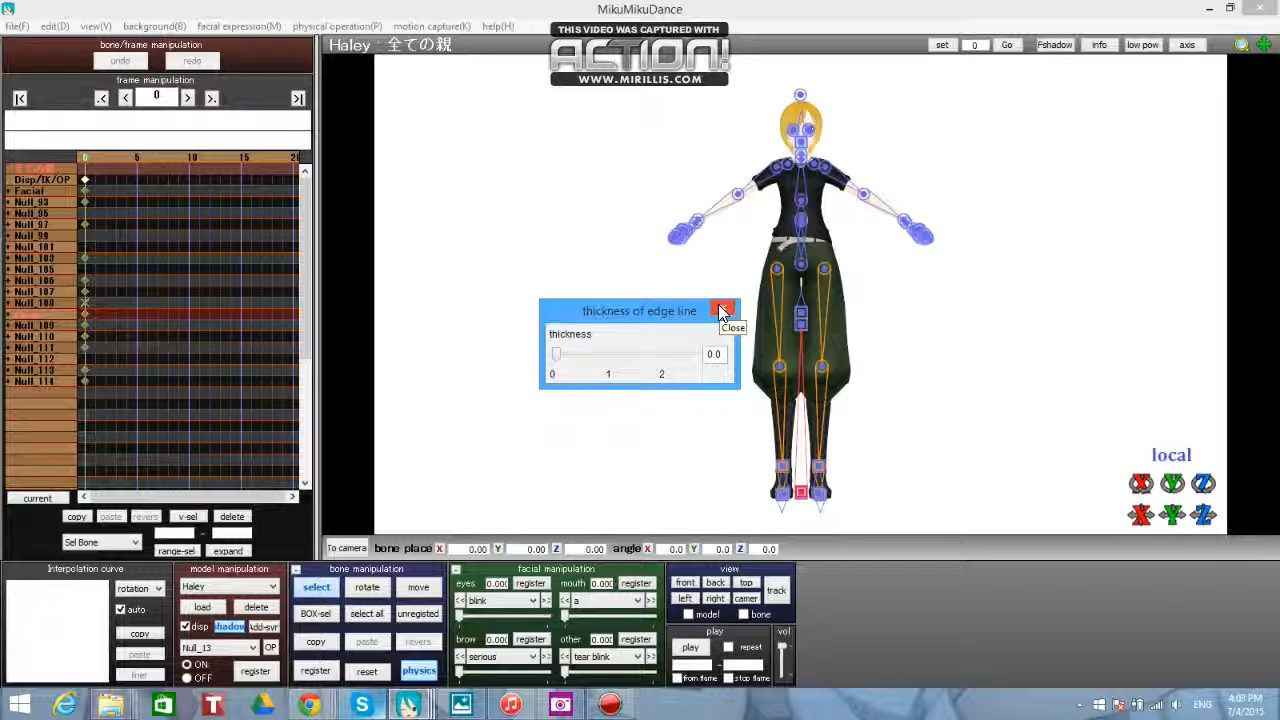 MikuMikuDance
file(F) edit(D) view(V) background(B) facial expression(M) physical operation(P) motion capture(K) help(H)
THIS VIDEO WAS CAPTURED WITH
ACTION!
WWW.MIRILLIS.COM
bone/frame manipulation
undo redo
frame manipulation
0
Haley : 全ての親
set 0 Go Fshadow info low pow axis
0 5 10 15 20
Disp/IK/OP
+ Facial
+ Null_93
+ Null_95
+ Null_97
+ Null_99
+ Null_101
+ Null_103
+ Null_105
+ Null_106
+ Null_107
+ Null_108
+ Null_109
+ Null_110
+ Null_111
Null_112
+ Null_113
+ Null_114
thickness of edge line
Close
thickness
0.0
0 1 2
local
X Y Z
X Y Z
current
copy paste revers v-sel delete
Sel Bone -
range-sel expand
To camera bone place X 0.00 Y 0.00 Z 0.00 angle X 0.0 Y 0.0 Z 0.0
Interpolation curve
rotation
auto
copy
paste
liner
model manipulation
Haley
load delete
disp shadow Add-svr
Null_13 OP
ON
OFF
register
bone manipulation
select rotate move
BOX-sel select all unregisted
copy paste revers
register reset physics
facial manipulation
eyes 0.000 register mouth 0.000 register
<< blink >> << a >>
brow 0.000 register other 0.000 register
<< serious >> << tear blink >>
view
front back top
left right camer
track
model bone
play
play repeat
-
from flame stop flame
vol
ENG
4:03 PM
7/4/2015